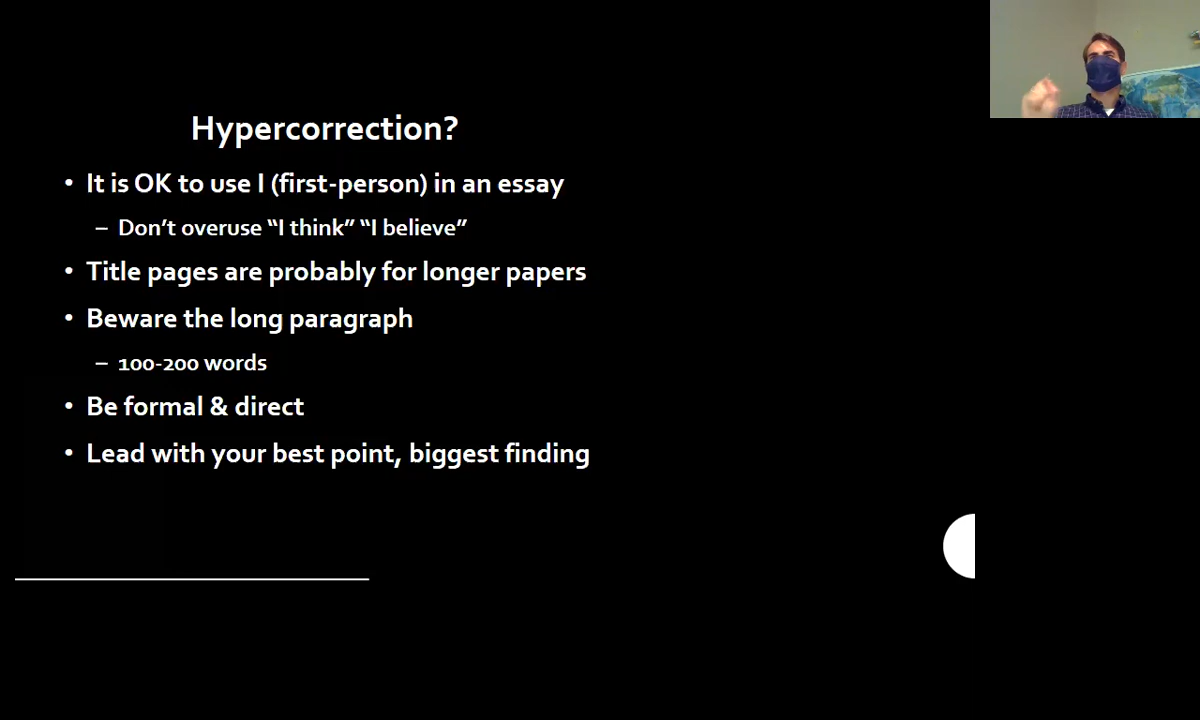 Hypercorrection?
• It is OK to use I (first-person) in an essay
– Don’t overuse “I think” “I believe”
• Title pages are probably for longer papers
• Beware the long paragraph
– 100-200 words
• Be formal & direct
• Lead with your best point, biggest finding